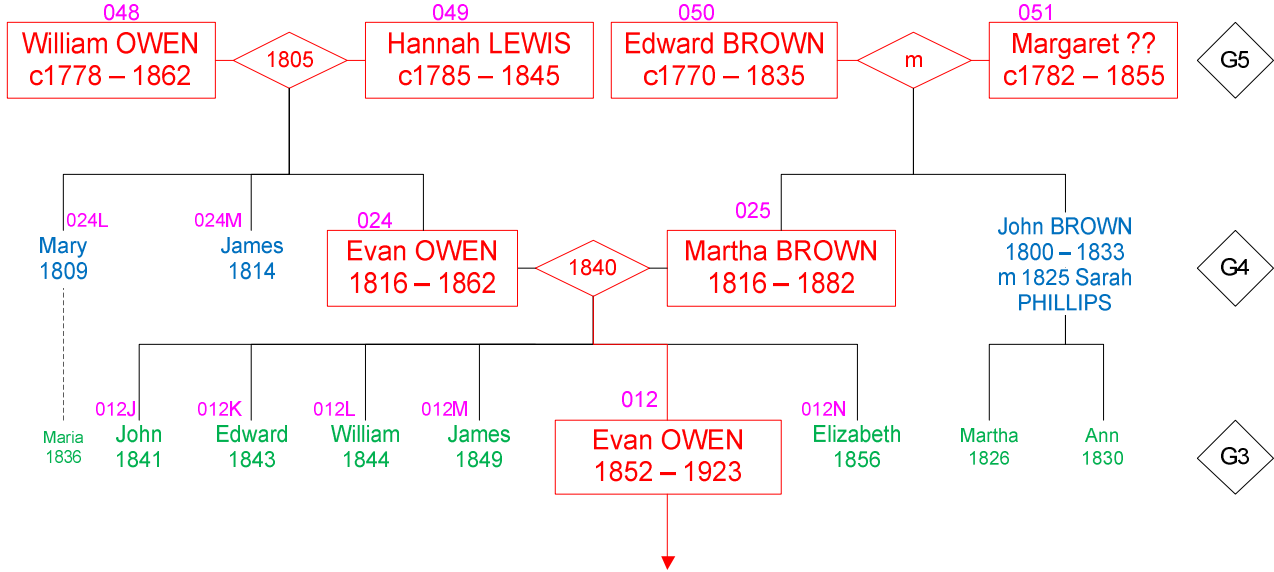 048
049
050
051
William OWEN
c1778 – 1862
1805
Hannah LEWIS
c1785 – 1845
Edward BROWN
c1770 – 1835
m
Margaret ??
c1782 – 1855
G5
024L
Mary
1809
024M
James
1814
024
Evan OWEN
1816 – 1862
1840
025
Martha BROWN
1816 – 1882
John BROWN
1800 – 1833
m 1825 Sarah
PHILLIPS
G4
Maria
1836
012J
John
1841
012K
Edward
1843
012L
William
1844
012M
James
1849
012
Evan OWEN
1852 – 1923
012N
Elizabeth
1856
Martha
1826
Ann
1830
G3